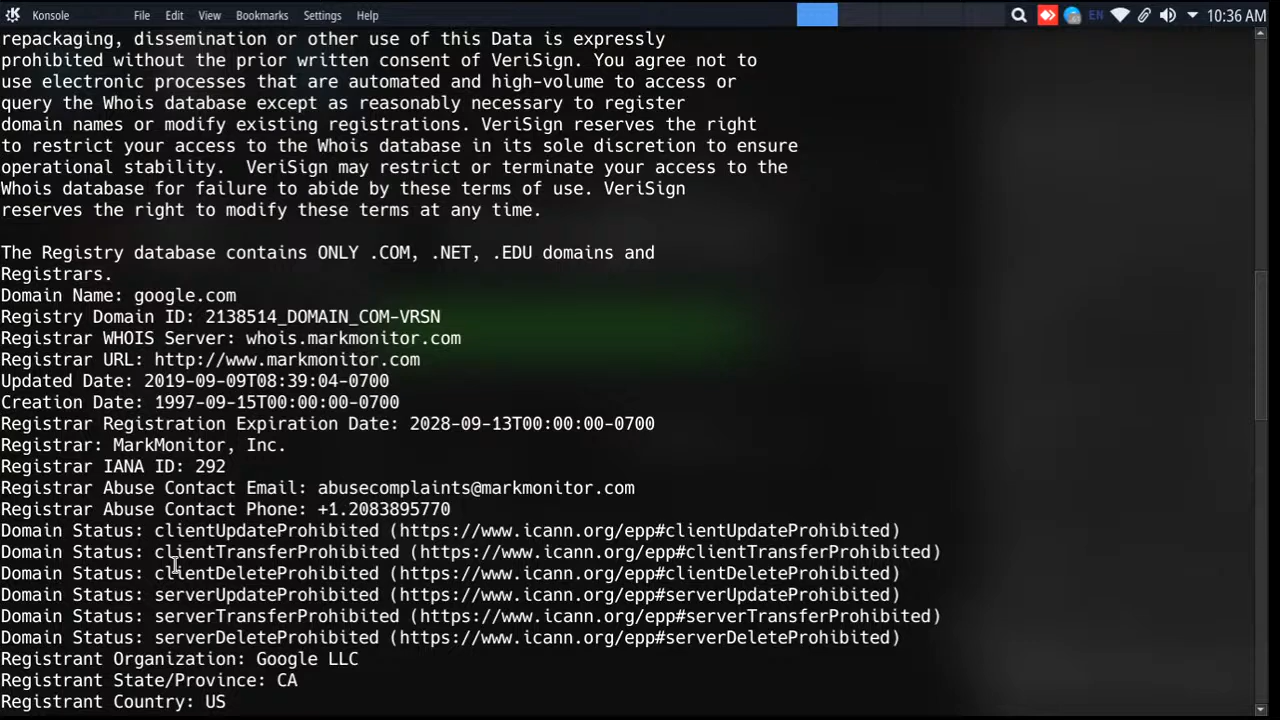 Konsole File Edit View Bookmarks Settings Help EN 10:36 AM
repackaging, dissemination or other use of this Data is expressly
prohibited without the prior written consent of VeriSign. You agree not to
use electronic processes that are automated and high-volume to access or
query the Whois database except as reasonably necessary to register
domain names or modify existing registrations. VeriSign reserves the right
to restrict your access to the Whois database in its sole discretion to ensure
operational stability.  VeriSign may restrict or terminate your access to the
Whois database for failure to abide by these terms of use. VeriSign
reserves the right to modify these terms at any time.
The Registry database contains ONLY .COM, .NET, .EDU domains and
Registrars.
Domain Name: google.com
Registry Domain ID: 2138514_DOMAIN_COM-VRSN
Registrar WHOIS Server: whois.markmonitor.com
Registrar URL: http://www.markmonitor.com
Updated Date: 2019-09-09T08:39:04-0700
Creation Date: 1997-09-15T00:00:00-0700
Registrar Registration Expiration Date: 2028-09-13T00:00:00-0700
Registrar: MarkMonitor, Inc.
Registrar IANA ID: 292
Registrar Abuse Contact Email: abusecomplaints@markmonitor.com
Registrar Abuse Contact Phone: +1.2083895770
Domain Status: clientUpdateProhibited (https://www.icann.org/epp#clientUpdateProhibited)
Domain Status: clientTransferProhibited (https://www.icann.org/epp#clientTransferProhibited)
Domain Status: clientDeleteProhibited (https://www.icann.org/epp#clientDeleteProhibited)
Domain Status: serverUpdateProhibited (https://www.icann.org/epp#serverUpdateProhibited)
Domain Status: serverTransferProhibited (https://www.icann.org/epp#serverTransferProhibited)
Domain Status: serverDeleteProhibited (https://www.icann.org/epp#serverDeleteProhibited)
Registrant Organization: Google LLC
Registrant State/Province: CA
Registrant Country: US